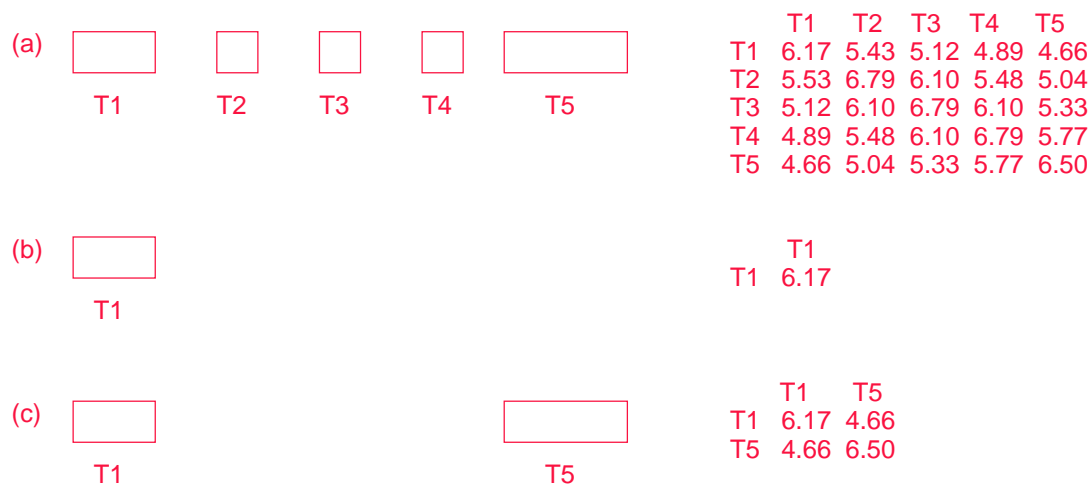 (a)
T1 T2 T3 T4 T5
T1 T2 T3 T4 T5
T1 6.17 5.43 5.12 4.89 4.66
T2 5.53 6.79 6.10 5.48 5.04
T3 5.12 6.10 6.79 6.10 5.33
T4 4.89 5.48 6.10 6.79 5.77
T5 4.66 5.04 5.33 5.77 6.50
(b)
T1
T1
T1 6.17
(c)
T1 T5
T1 T5
T1 6.17 4.66
T5 4.66 6.50